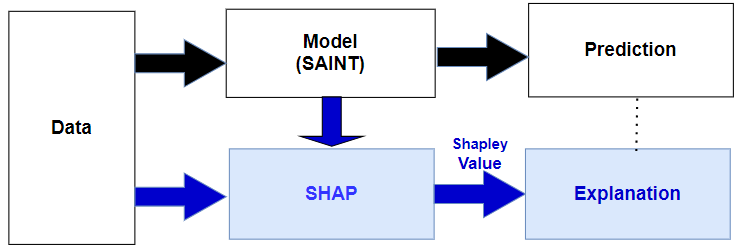 Data
Model
(SAINT)
Prediction
SHAP
Shapley
Value
Explanation